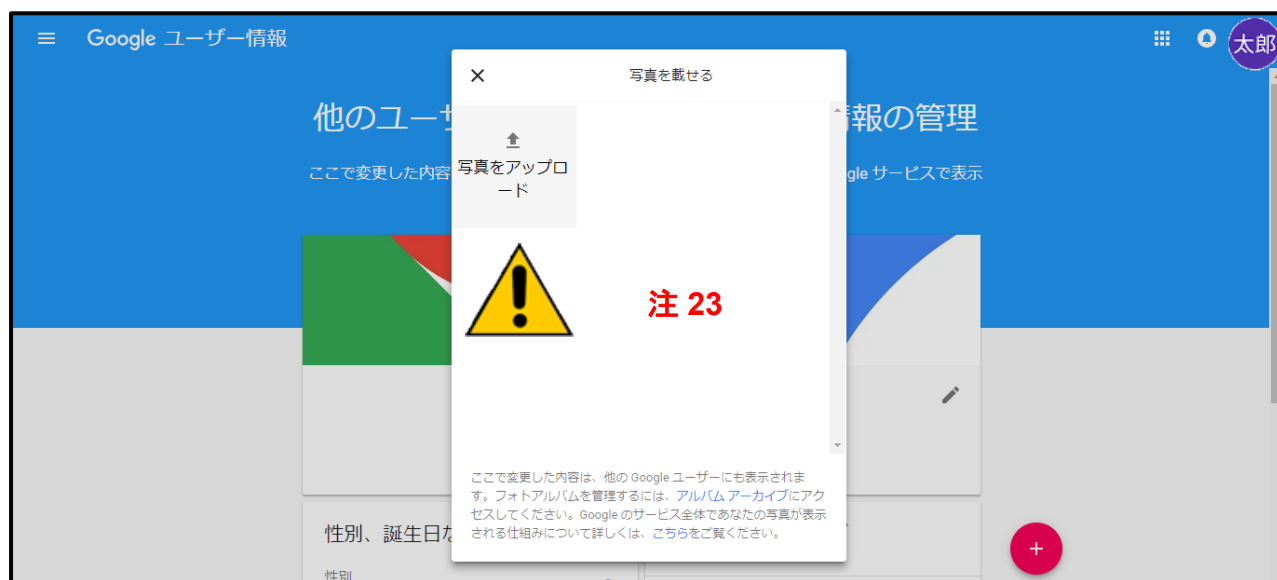 Google ユーザー情報
太郎
写真を載せる
他のユー
報の管理
写真をアップロ
ード
ここで変更した内容
gle サービスで表示
注 23
ここで変更した内容は、他の Google ユーザーにも表示されま
す。フォトアルバムを管理するには、アルバム アーカイブにアク
セスしてください。Google のサービス全体であなたの写真が表示
される仕組みについて詳しくは、こちらをご覧ください。
性別、誕生日な
性別